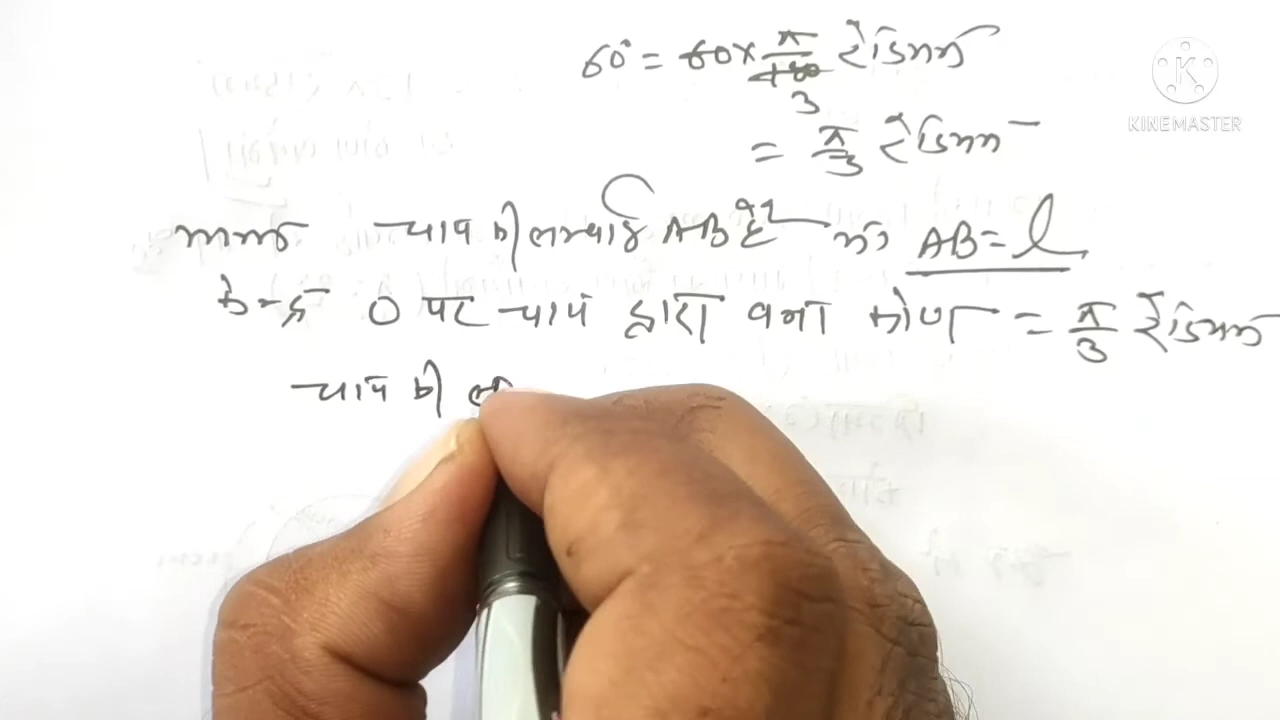 60° = 60 × π/180 रेडियन
3
= π/3 रेडियन
माना चाप की लम्बाई AB है तो AB = l
केन्द्र O पर चाप द्वारा बना कोण = π/3 रेडियन
चाप की
K
KINEMASTER